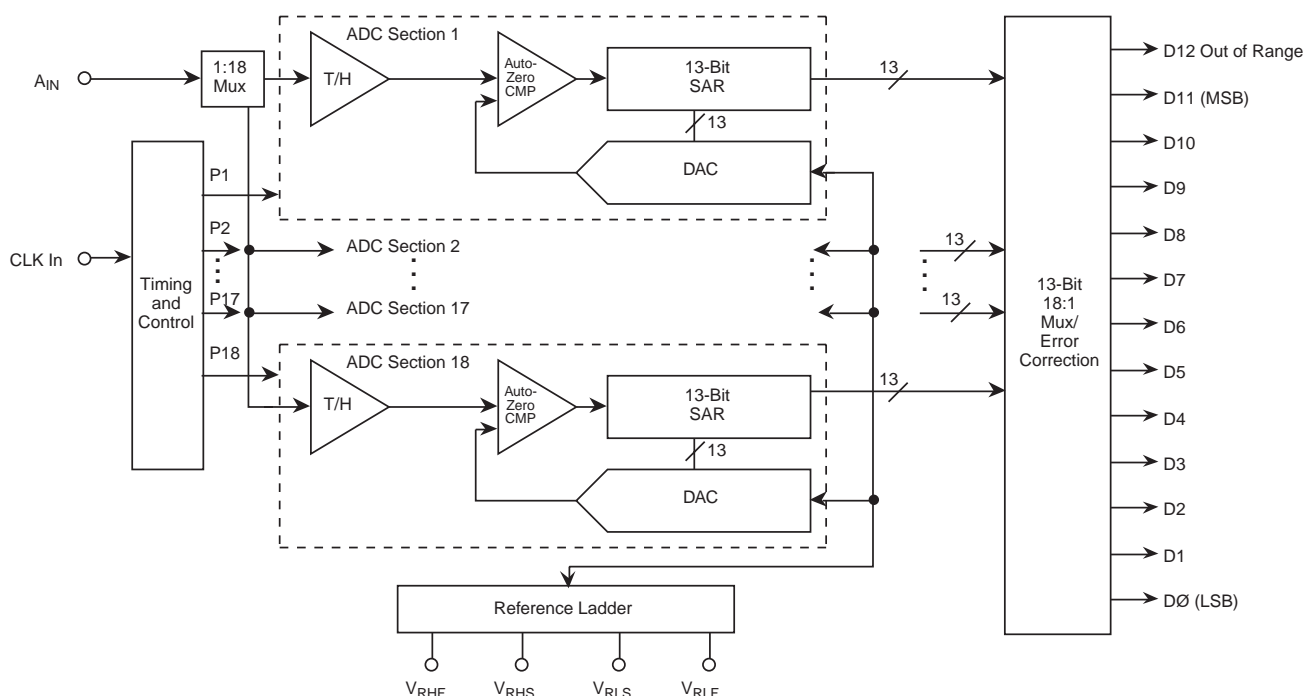 ADC Section 1
A_IN
1:18
Mux
T/H
Auto-
Zero
CMP
13-Bit
SAR
13
13
DAC
P1
CLK In
Timing
and
Control
P2
P17
P18
ADC Section 2
ADC Section 17
13
13
ADC Section 18
T/H
Auto-
Zero
CMP
13-Bit
SAR
13
13
DAC
Reference Ladder
V_RHF
V_RHS
V_RLS
V_RLF
13-Bit
18:1
Mux/
Error
Correction
D12 Out of Range
D11 (MSB)
D10
D9
D8
D7
D6
D5
D4
D3
D2
D1
DØ (LSB)